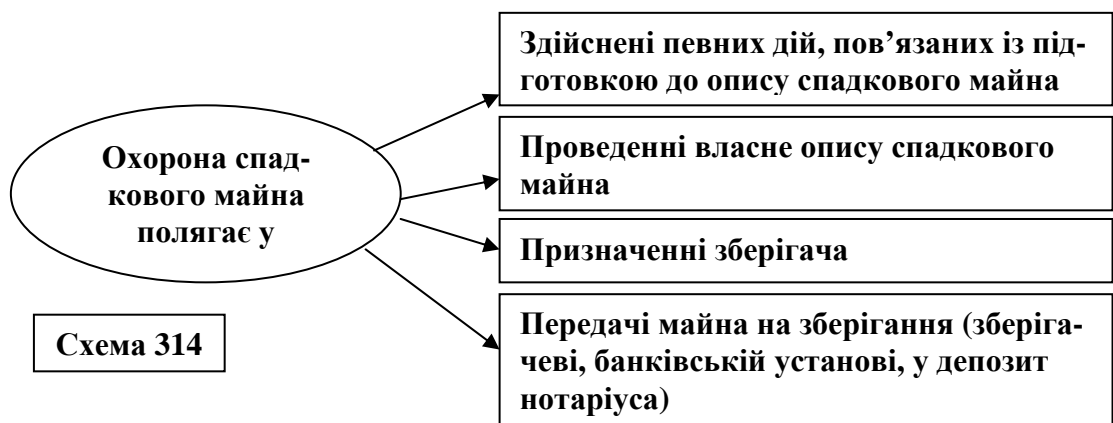 Здійснені певних дій, пов’язаних із під-
готовкою до опису спадкового майна
Охорона спад-
кового майна
полягає у
Проведенні власне опису спадкового
майна
Призначенні зберігача
Передачі майна на зберігання (зберіга-
чеві, банківській установі, у депозит
нотаріуса)
Схема 314